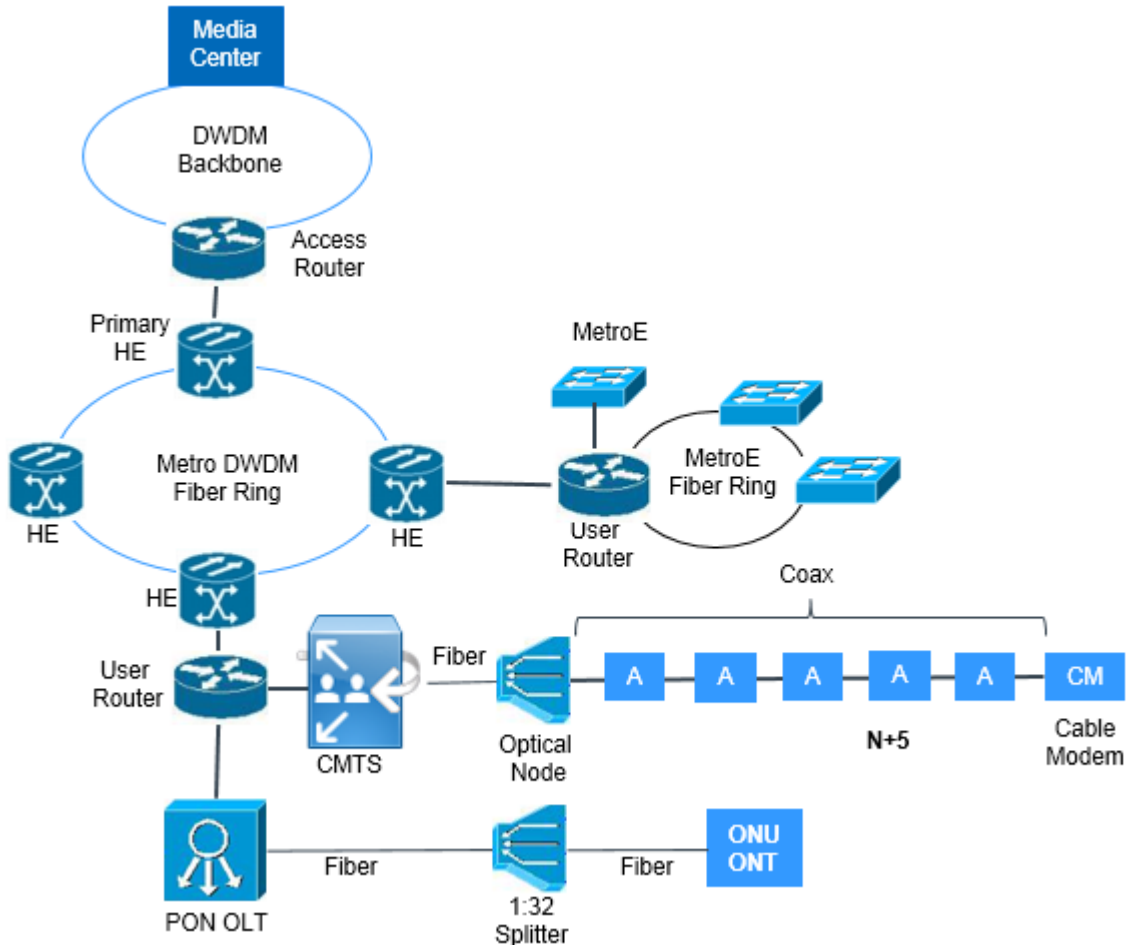 Media
Center
DWDM
Backbone
Access
Router
Primary
HE
MetroE
Metro DWDM
Fiber Ring
MetroE
Fiber Ring
HE
HE
User
Router
HE
Coax
User
Router
Fiber
A
A
A
A
A
CM
CMTS
Optical
Node
N+5
Cable
Modem
ONU
ONT
Fiber
Fiber
PON OLT
1:32
Splitter